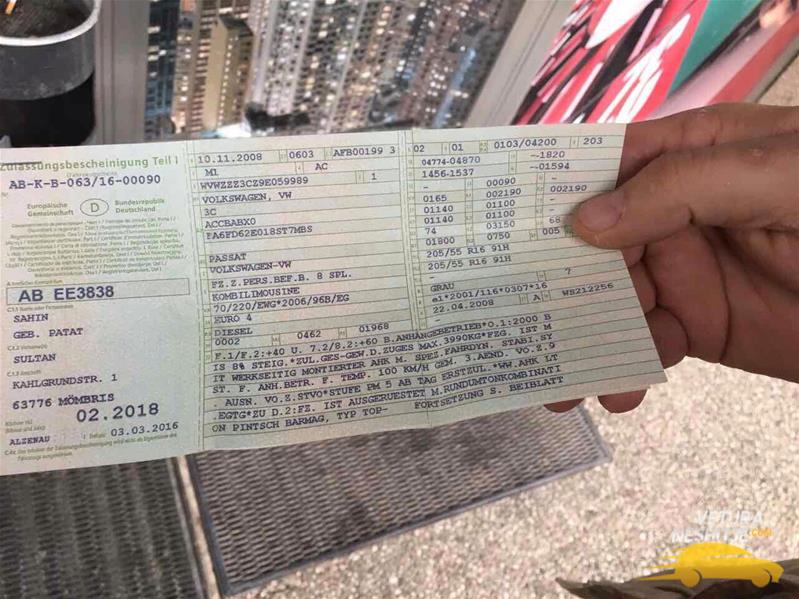 Zulassungsbescheinigung Teil I
(Fahrzeugschein)
AB-K-B-063/16-00090
Europäische Gemeinschaft
D
Bundesrepublik Deutschland
AB EE3838
SAHIN
GEB. PATAT
SULTAN
KAHLGRUNDSTR. 1
63776 MÖMBRIS
02.2018
ALZENAU
03.03.2016
10.11.2008 0603 AFB00199 3
M1 AC
WVWZZZ3CZ9E059989 1
VOLKSWAGEN, VW
3C
ACCBABX0
FA6FD62E018ST7MBS
PASSAT
VOLKSWAGEN-VW
FZ.Z.PERS.BEF.B. 8 SPL.
KOMBILIMOUSINE
70/220/EWG*2006/96B/EG
EURO 4
DIESEL
0002 0462 01968
02 01 0103/04200 203
04774-04870 --1820
1456-1537 --01594
- 00090 -
0165 002190 002190
01140 01100 -
01140 01100 -
74 03150 68
01800 0750 005
205/55 R16 91H
205/55 R16 91H
-
GRAU 7
e1*2001/116*0307*16
22.04.2008 A WS212256
F.1/F.2:+40 U. 7.2/8.2:+60 B.ANHANGEBETRIEB*O.1:2000 B
IS 8% STEIG.*ZUL.GES-GEW.D.ZUGES MAX.3990KG*FZG. IST M
IT WERKSEITIG MONTIERTER AHK M. SPEZ.FAHRDYN. STABI.SY
ST. F. ANH.BETR. F. TEMP. 100 KM/H GEM. 3.AEND. VO.Z.9
AUSN. VO.Z.STVO*STUFE PM 5 AB TAG ERSTZUL.*WW.AHK LT
.EGTG*ZU D.2:FZ. IST AUSGERUESTET M.RUNDUMTONKOMBINATI
ON PINTSCH BARMAG, TYP TOP- FORTSETZUNG S. BEIBLATT
VETURA
NESHITJE.com